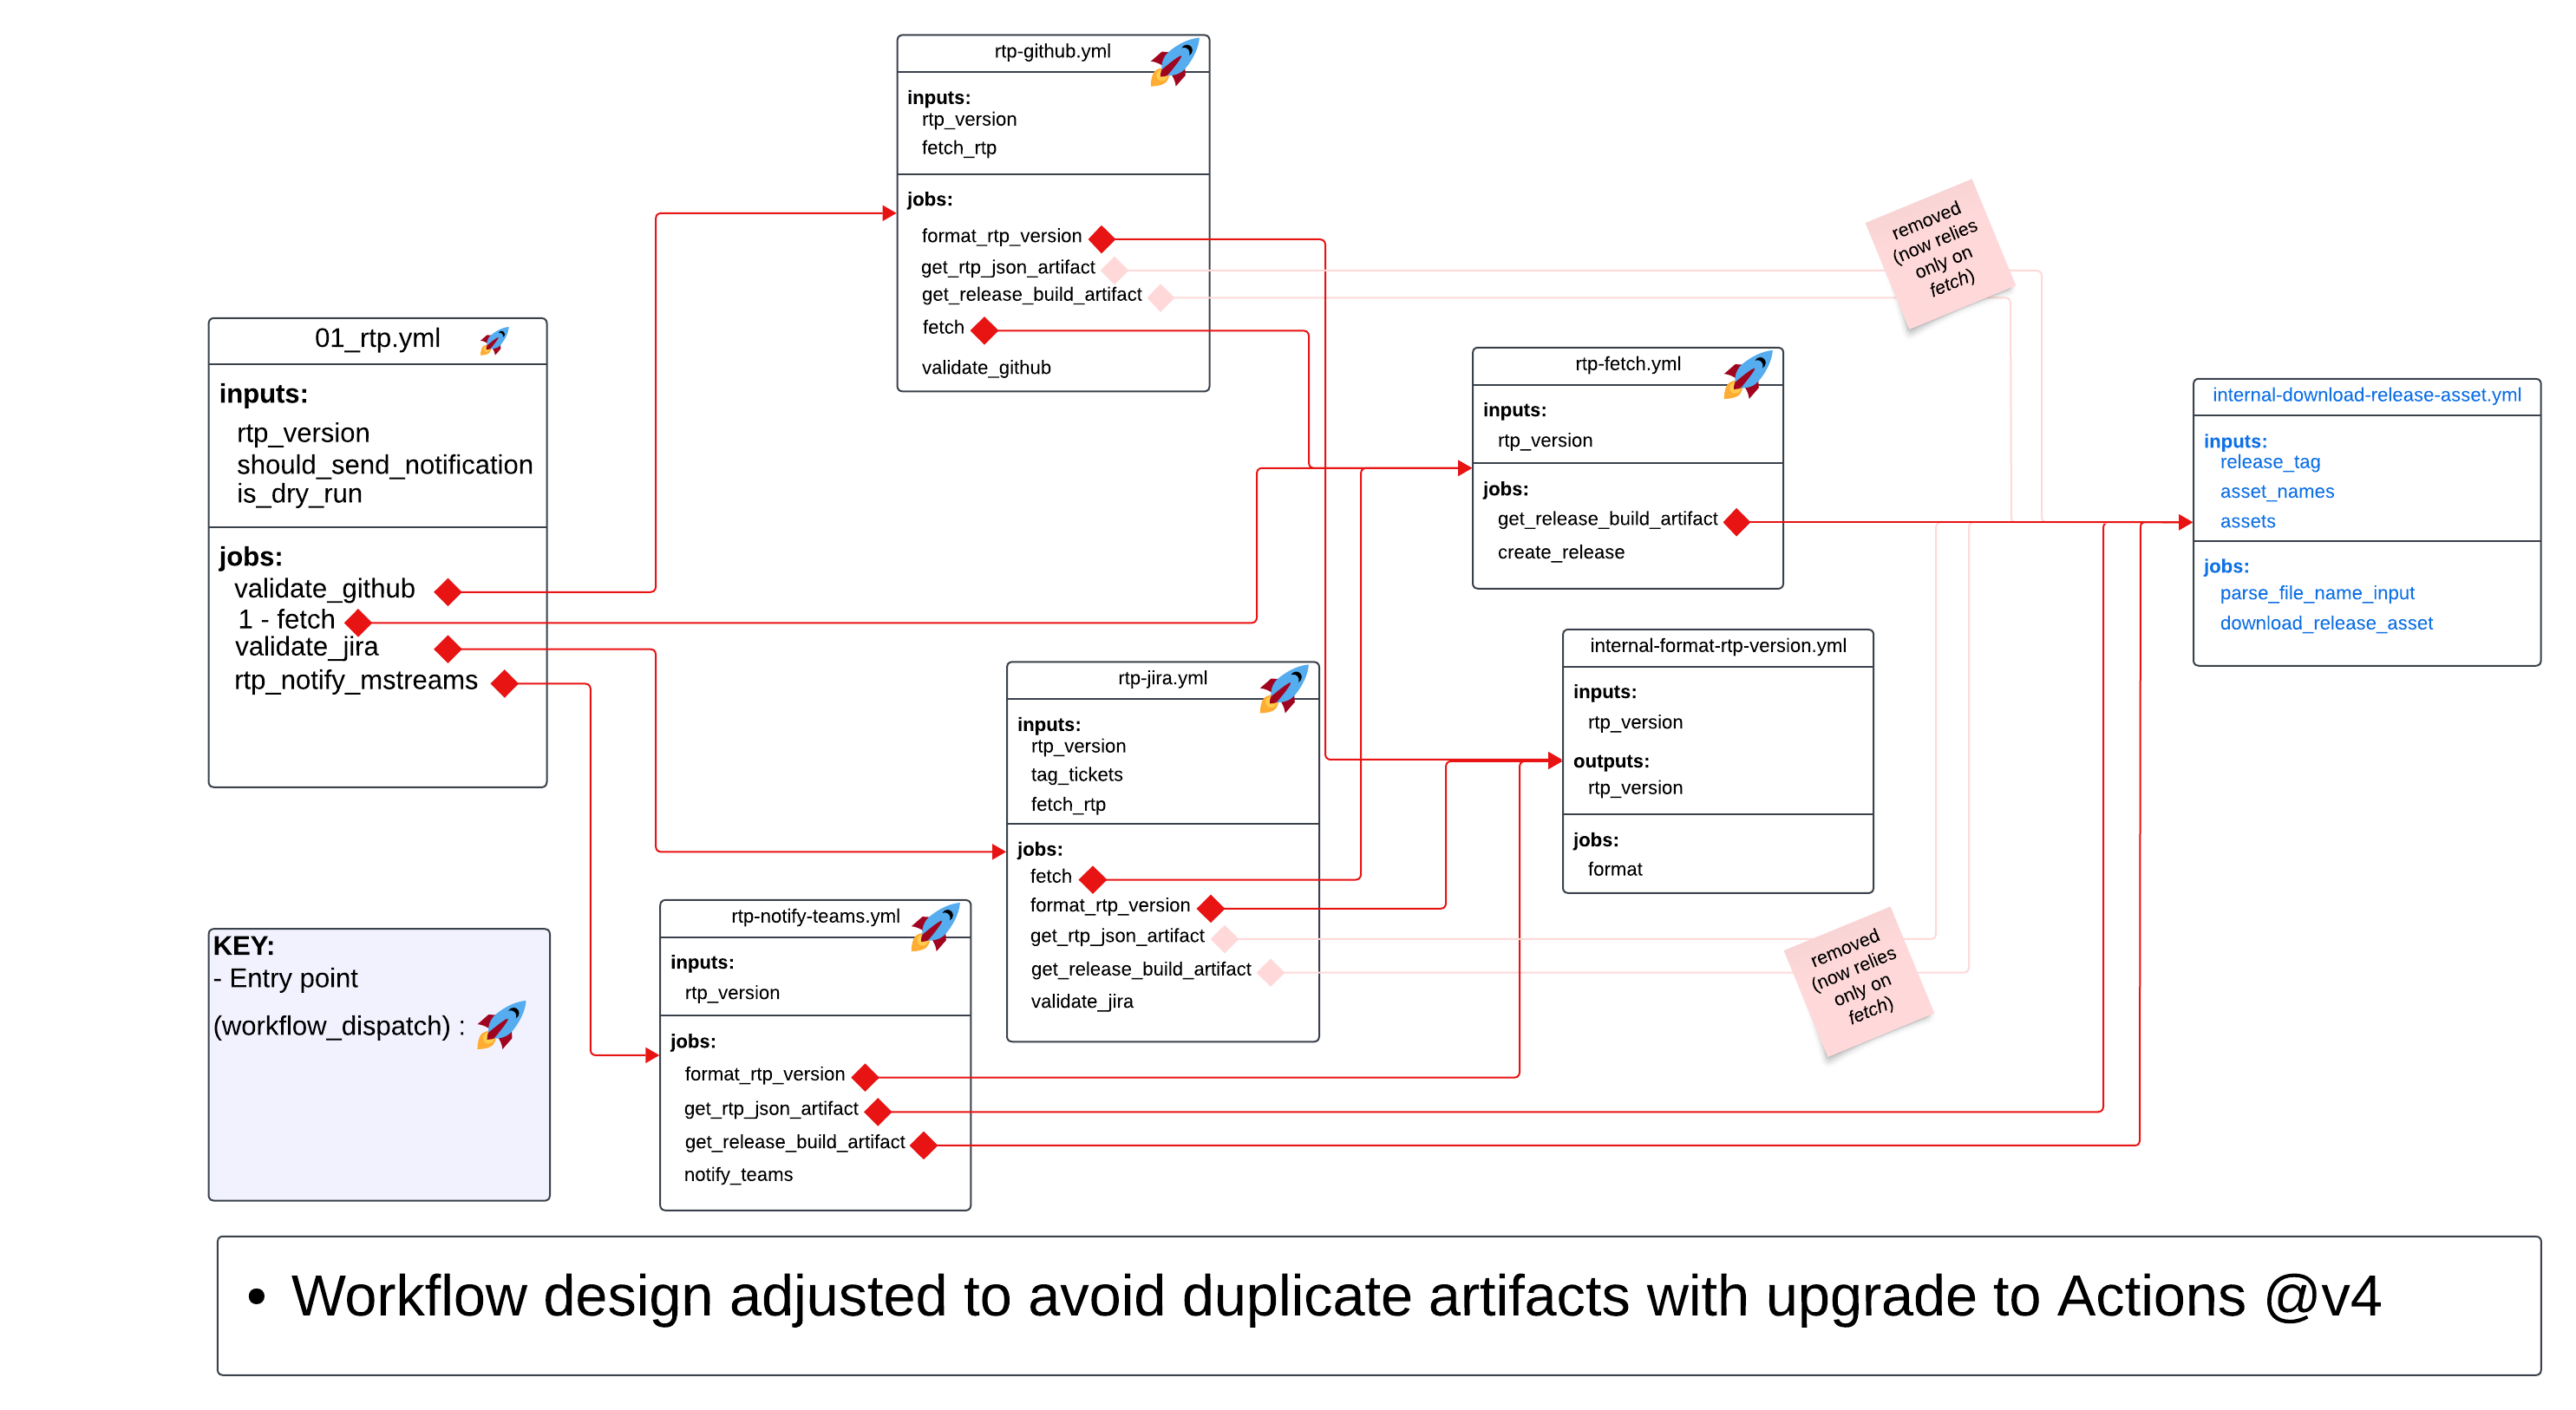 rtp-github.yml
inputs:
rtp_version
fetch_rtp
jobs:
format_rtp_version
get_rtp_json_artifact
get_release_build_artifact
fetch
validate_github
removed
(now relies
only on
fetch)
01_rtp.yml
inputs:
rtp_version
should_send_notification
is_dry_run
jobs:
validate_github
1 - fetch
validate_jira
rtp_notify_mstreams
rtp-fetch.yml
inputs:
rtp_version
jobs:
get_release_build_artifact
create_release
internal-download-release-asset.yml
inputs:
release_tag
asset_names
assets
jobs:
parse_file_name_input
download_release_asset
internal-format-rtp-version.yml
inputs:
rtp_version
outputs:
rtp_version
jobs:
format
rtp-jira.yml
inputs:
rtp_version
tag_tickets
fetch_rtp
jobs:
fetch
format_rtp_version
get_rtp_json_artifact
get_release_build_artifact
validate_jira
removed
(now relies
only on
fetch)
rtp-notify-teams.yml
inputs:
rtp_version
jobs:
format_rtp_version
get_rtp_json_artifact
get_release_build_artifact
notify_teams
KEY:
- Entry point
(workflow_dispatch) :
• Workflow design adjusted to avoid duplicate artifacts with upgrade to Actions @v4